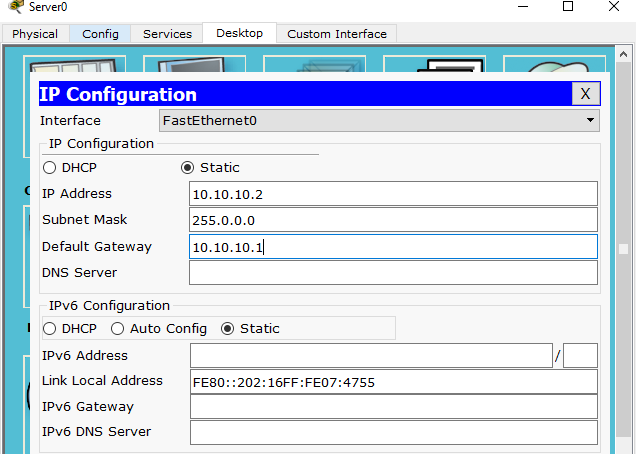 Server0
Physical Config Services Desktop Custom Interface
IP Configuration X
Interface FastEthernet0
IP Configuration
DHCP Static
IP Address 10.10.10.2
Subnet Mask 255.0.0.0
Default Gateway 10.10.10.1
DNS Server
IPv6 Configuration
DHCP Auto Config Static
IPv6 Address /
Link Local Address FE80::202:16FF:FE07:4755
IPv6 Gateway
IPv6 DNS Server